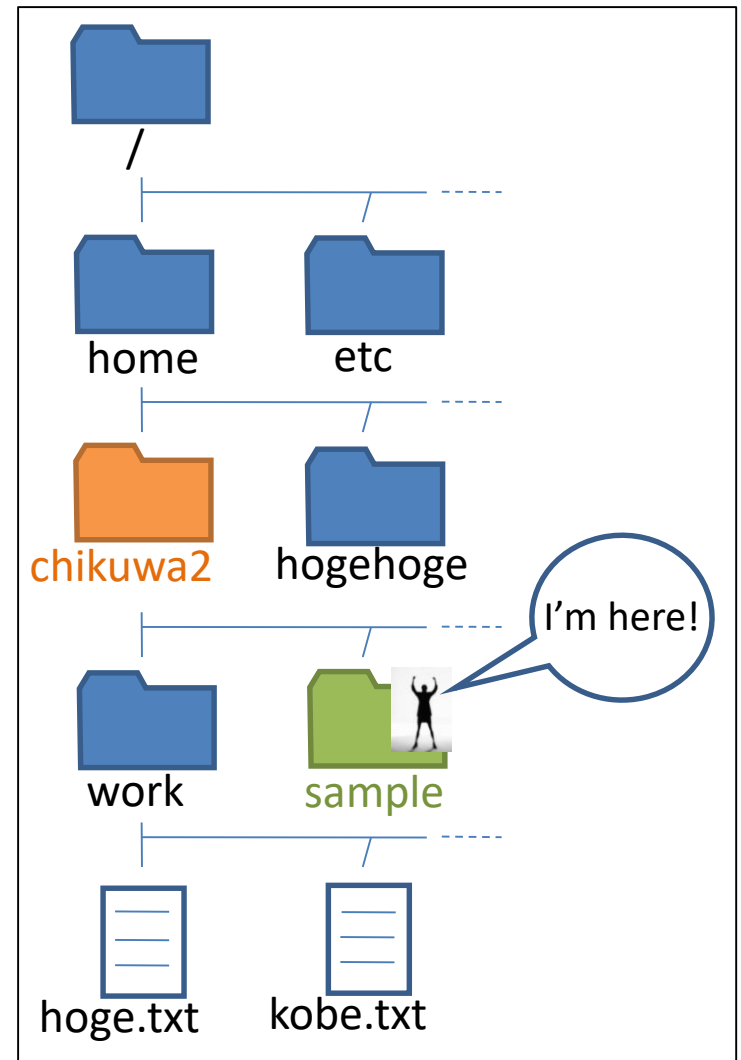 /
home
etc
chikuwa2
hogehoge
I'm here!
work
sample
hoge.txt
kobe.txt